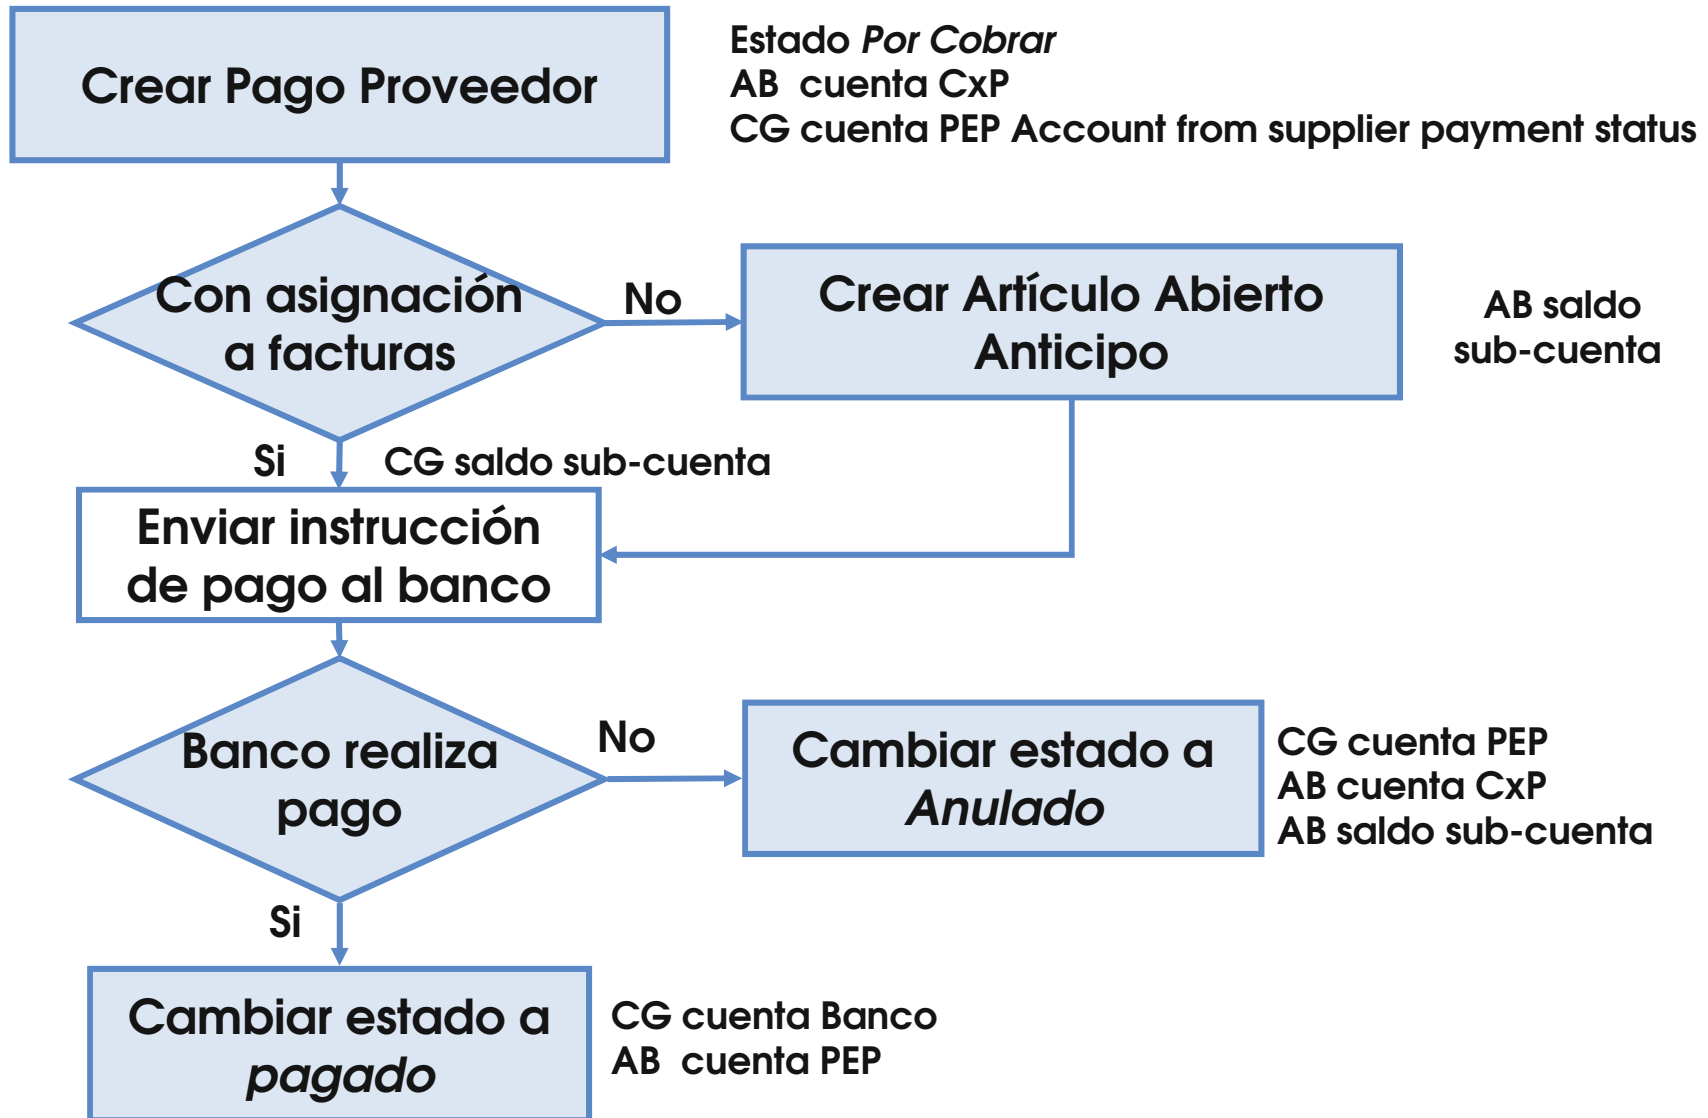 Crear Pago Proveedor
Estado Por Cobrar
AB cuenta CxP
CG cuenta PEP Account from supplier payment status
Con asignación
a facturas
No
Crear Artículo Abierto
Anticipo
AB saldo
sub-cuenta
Si
CG saldo sub-cuenta
Enviar instrucción
de pago al banco
Banco realiza
pago
No
Cambiar estado a
Anulado
CG cuenta PEP
AB cuenta CxP
AB saldo sub-cuenta
Si
Cambiar estado a
pagado
CG cuenta Banco
AB cuenta PEP